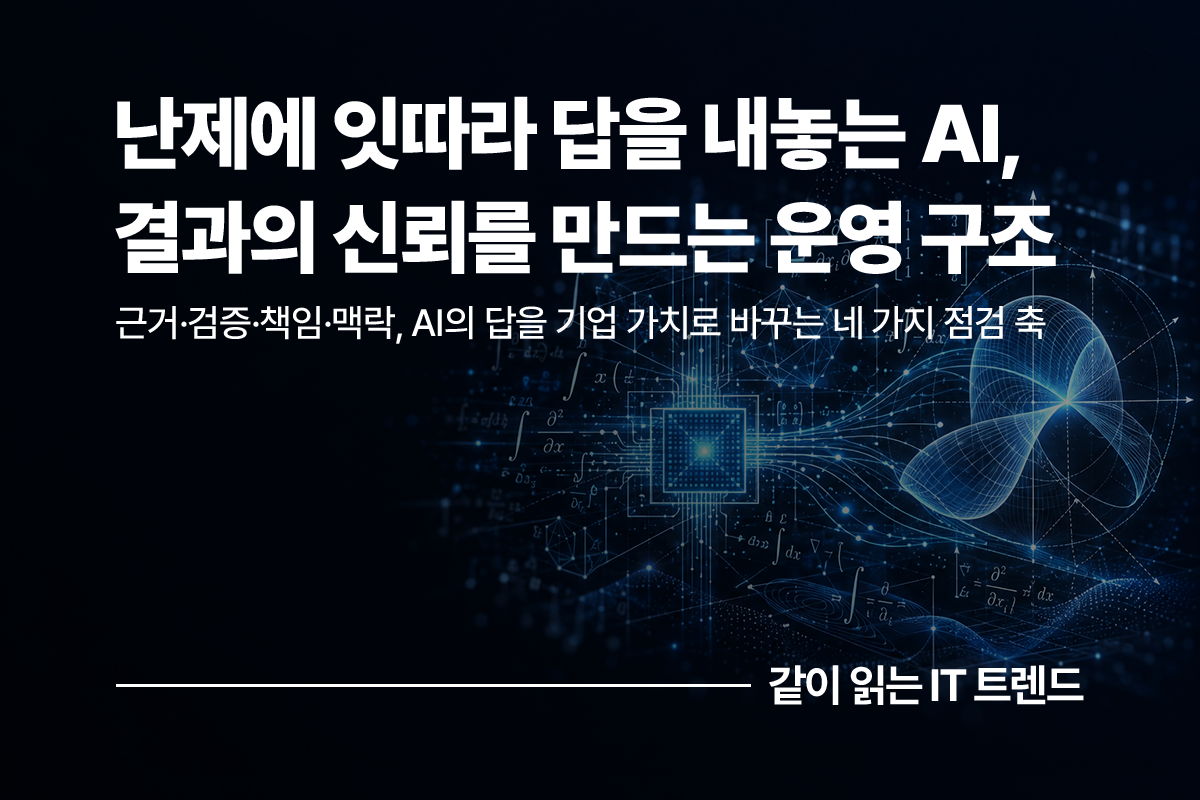 난제에 잇따라 답을 내놓는 AI,
결과의 신뢰를 만드는 운영 구조
근거·검증·책임·맥락, AI의 답을 기업 가치로 바꾸는 네 가지 점검 축
같이 읽는 IT 트렌드